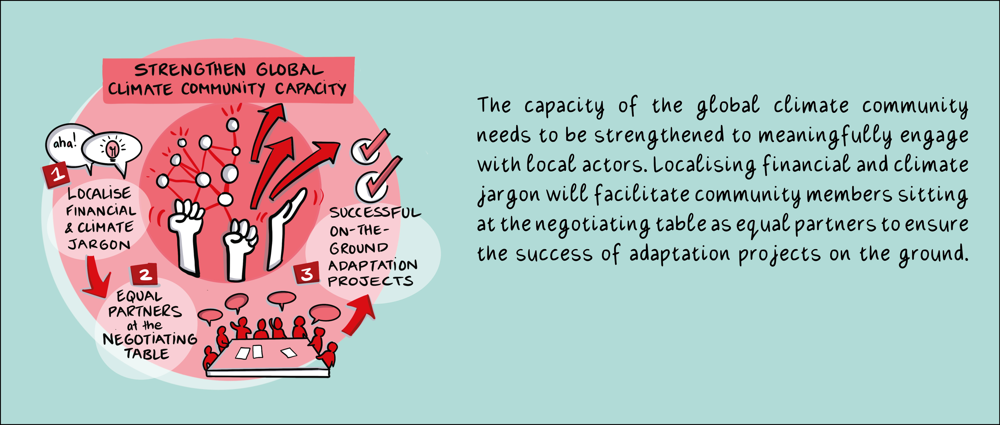 STRENGTHEN GLOBAL
CLIMATE COMMUNITY CAPACITY
aha!
1
LOCALISE
FINANCIAL
& CLIMATE
JARGON
2
EQUAL
PARTNERS
at the
NEGOTIATING
TABLE
3
SUCCESSFUL
ON-THE-
GROUND
ADAPTATION
PROJECTS
The capacity of the global climate community
needs to be strengthened to meaningfully engage
with local actors. Localising financial and climate
jargon will facilitate community members sitting
at the negotiating table as equal partners to ensure
the success of adaptation projects on the ground.